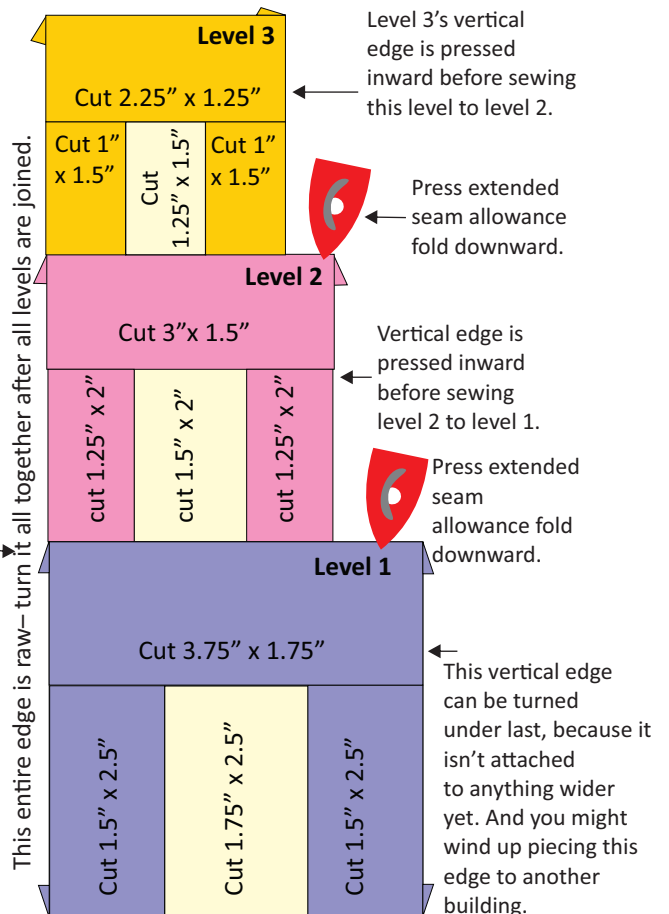 Level 3
Cut 2.25” x 1.25”
Cut 1”
x 1.5”
Cut
1.25” x 1.5”
Cut 1”
x 1.5”
Level 3’s vertical
edge is pressed
inward before sewing
this level to level 2.
Press extended
seam allowance
fold downward.
Level 2
Cut 3”x 1.5”
cut 1.25” x 2”
cut 1.5” x 2”
cut 1.25” x 2”
Vertical edge is
pressed inward
before sewing
level 2 to level 1.
Press extended
seam
allowance fold
downward.
Level 1
Cut 3.75” x 1.75”
Cut 1.5” x 2.5”
Cut 1.75” x 2.5”
Cut 1.5” x 2.5”
This vertical edge
can be turned
under last, because it
isn’t attached
to anything wider
yet. And you might
wind up piecing this
edge to another
building.
This entire edge is raw– turn it all together after all levels are joined.